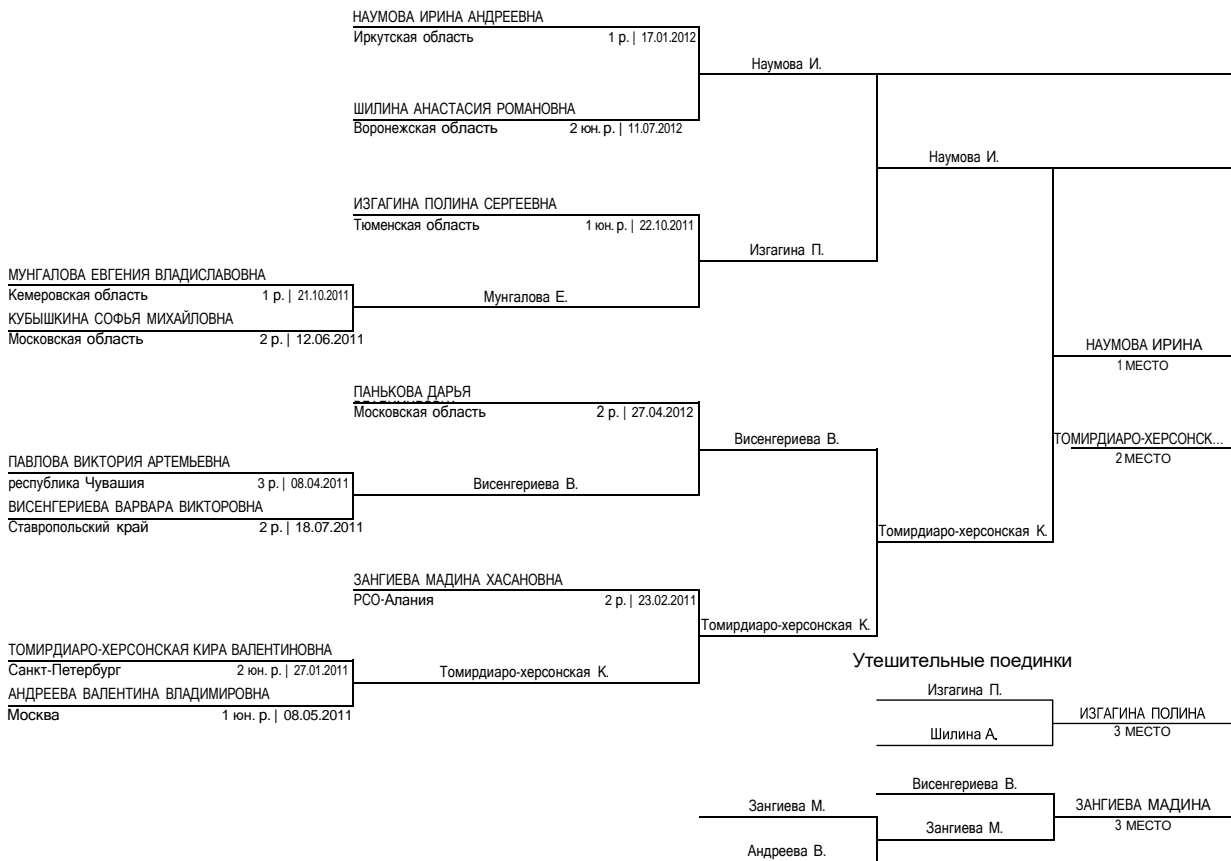 НАУМОВА ИРИНА АНДРЕЕВНА
Иркутская область 1 р. | 17.01.2012
Наумова И.
ШИЛИНА АНАСТАСИЯ РОМАНОВНА
Воронежская область 2 юн. р. | 11.07.2012
Наумова И.
ИЗГАГИНА ПОЛИНА СЕРГЕЕВНА
Тюменская область 1 юн. р. | 22.10.2011
Изгагина П.
МУНГАЛОВА ЕВГЕНИЯ ВЛАДИСЛАВОВНА
Кемеровская область 1 р. | 21.10.2011
Мунгалова Е.
КУБЫШКИНА СОФЬЯ МИХАЙЛОВНА
Московская область 2 р. | 12.06.2011
НАУМОВА ИРИНА
1 МЕСТО
ПАНЬКОВА ДАРЬЯ
Московская область 2 р. | 27.04.2012
Висенгериева В.
ТОМИРДИАРО-ХЕРСОНСК...
2 МЕСТО
ПАВЛОВА ВИКТОРИЯ АРТЕМЬЕВНА
республика Чувашия 3 р. | 08.04.2011
Висенгериева В.
ВИСЕНГЕРИЕВА ВАРВАРА ВИКТОРОВНА
Ставропольский край 2 р. | 18.07.2011
Томирдиаро-херсонская К.
ЗАНГИЕВА МАДИНА ХАСАНОВНА
РСО-Алания 2 р. | 23.02.2011
Томирдиаро-херсонская К.
ТОМИРДИАРО-ХЕРСОНСКАЯ КИРА ВАЛЕНТИНОВНА
Санкт-Петербург 2 юн. р. | 27.01.2011
Томирдиаро-херсонская К.
АНДРЕЕВА ВАЛЕНТИНА ВЛАДИМИРОВНА
Москва 1 юн. р. | 08.05.2011
Утешительные поединки
Изгагина П.
ИЗГАГИНА ПОЛИНА
3 МЕСТО
Шилина А.
Висенгериева В.
Зангиева М.
ЗАНГИЕВА МАДИНА
3 МЕСТО
Зангиева М.
Андреева В.